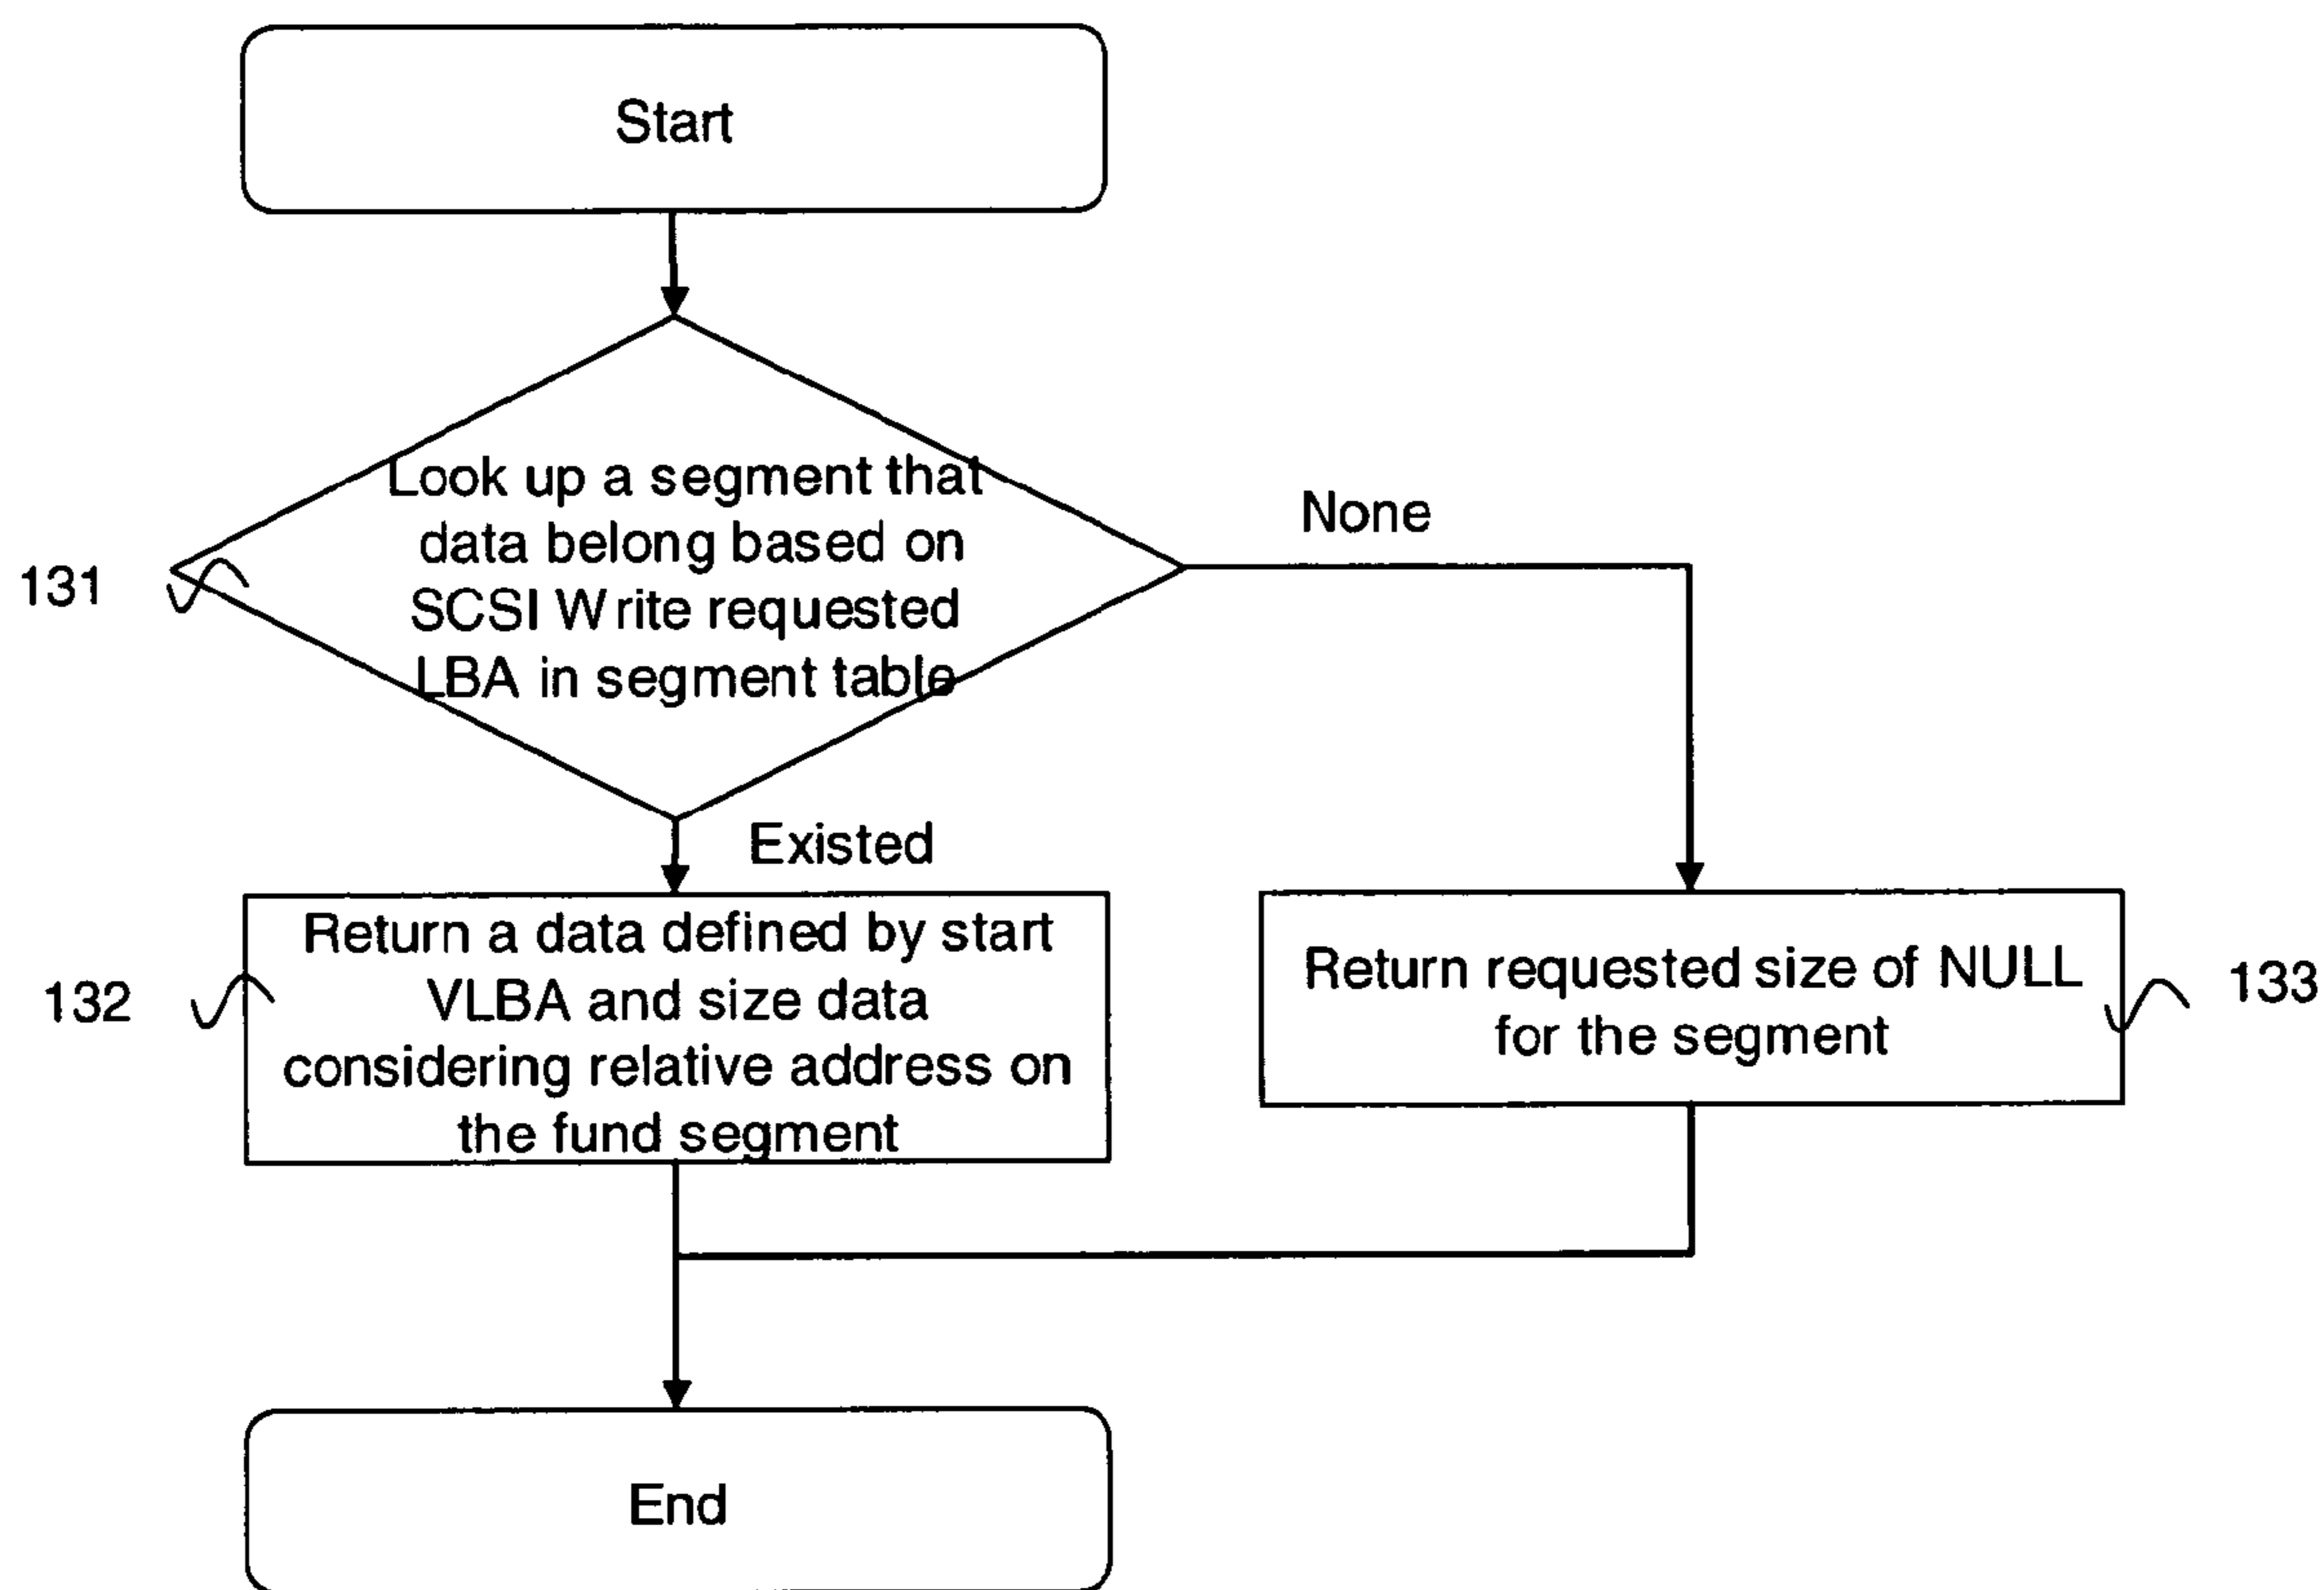 Start
Look up a segment that
data belong based on
SCSI Write requested
LBA in segment table
131
None
Existed
Return a data defined by start
VLBA and size data
considering relative address on
the fund segment
132
Return requested size of NULL
for the segment
133
End